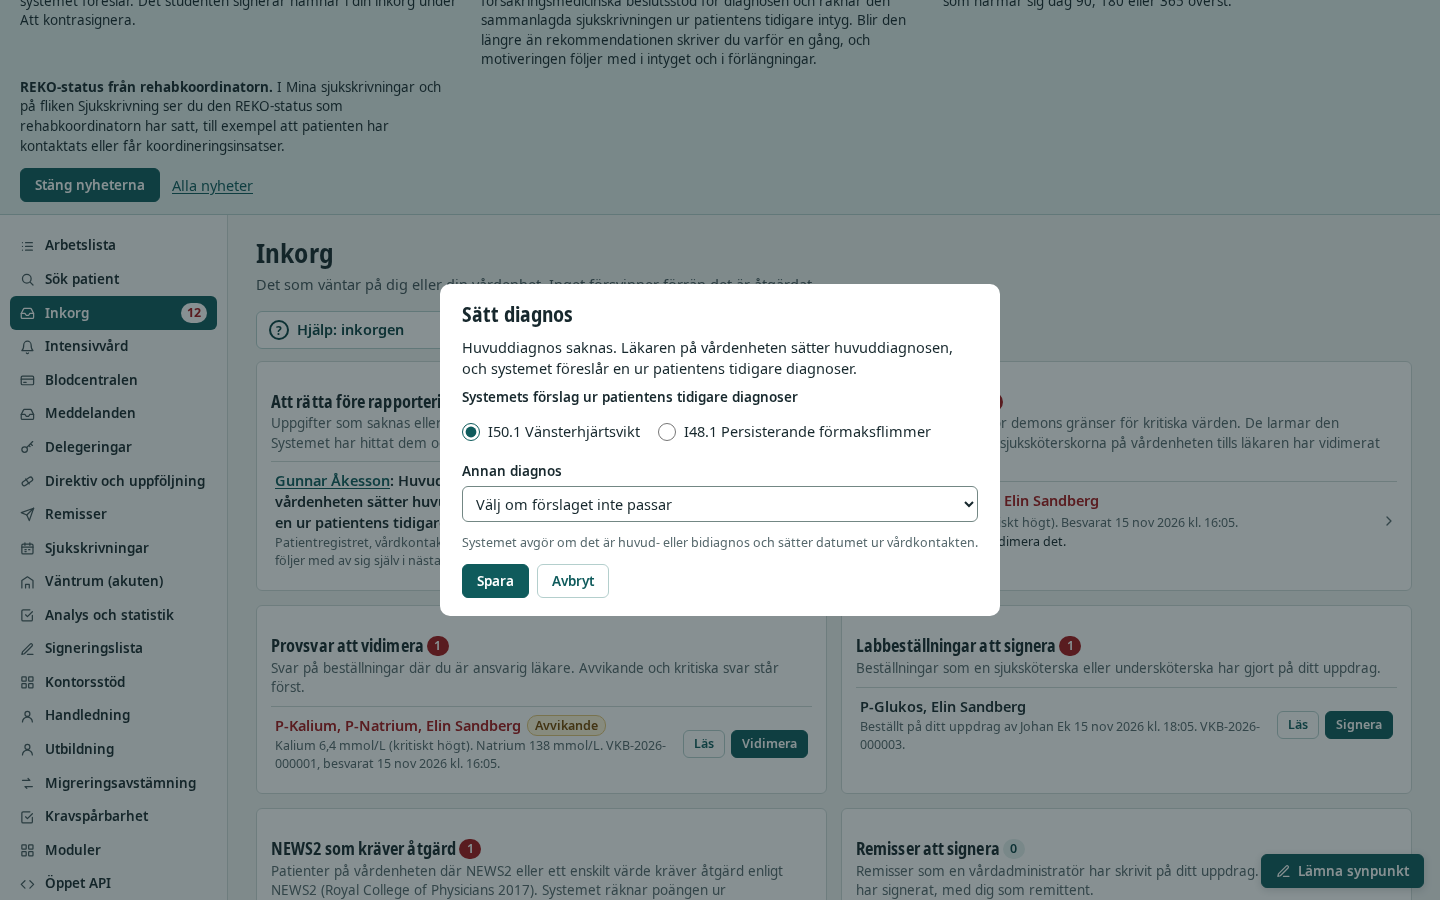 systemet föreslår. Det studenten signerar hamnar i din inkorg under
Att kontrasignera.
försäkringsmedicinska beslutsstöd för diagnosen och räknar den
sammanlagda sjukskrivningen ur patientens tidigare intyg. Blir den
längre än rekommendationen skriver du varför en gång, och
motiveringen följer med i intyget och i förlängningar.
som närmar sig dag 90, 180 eller 365 överst.
REKO-status från rehabkoordinatorn. I Mina sjukskrivningar och
på fliken Sjukskrivning ser du den REKO-status som
rehabkoordinatorn har satt, till exempel att patienten har
kontaktats eller får koordineringsinsatser.
Stäng nyheterna
Alla nyheter
Arbetslista
Sök patient
Inkorg 12
Intensivvård
Blodcentralen
Meddelanden
Delegeringar
Direktiv och uppföljning
Remisser
Sjukskrivningar
Väntrum (akuten)
Analys och statistik
Signeringslista
Kontorsstöd
Handledning
Utbildning
Migreringsavstämning
Kravspårbarhet
Moduler
Öppet API
Inkorg
Det som väntar på dig eller din vårdenhet. Inget försvinner förrän det är åtgärdat.
? Hjälp: inkorgen
Att rätta före rapporteri
Uppgifter som saknas eller
Systemet har hittat dem o
Gunnar Åkesson: Huvud
vårdenheten sätter huvu
en ur patientens tidigar
Patientregistret, vårdkontak
följer med av sig själv i nästa
Sätt diagnos
Huvuddiagnos saknas. Läkaren på vårdenheten sätter huvuddiagnosen,
och systemet föreslår en ur patientens tidigare diagnoser.
Systemets förslag ur patientens tidigare diagnoser
I50.1 Vänsterhjärtsvikt
I48.1 Persisterande förmaksflimmer
Annan diagnos
Välj om förslaget inte passar
Systemet avgör om det är huvud- eller bidiagnos och sätter datumet ur vårdkontakten.
Spara
Avbryt
r demons gränser för kritiska värden. De larmar den
sjuksköterskorna på vårdenheten tills läkaren har vidimerat
Elin Sandberg
skt högt). Besvarat 15 nov 2026 kl. 16:05.
dimera det.
Provsvar att vidimera 1
Svar på beställningar där du är ansvarig läkare. Avvikande och kritiska svar står
först.
P-Kalium, P-Natrium, Elin Sandberg Avvikande
Kalium 6,4 mmol/L (kritiskt högt). Natrium 138 mmol/L. VKB-2026-
000001, besvarat 15 nov 2026 kl. 16:05.
Läs
Vidimera
Labbeställningar att signera 1
Beställningar som en sjuksköterska eller undersköterska har gjort på ditt uppdrag.
P-Glukos, Elin Sandberg
Beställt på ditt uppdrag av Johan Ek 15 nov 2026 kl. 18:05. VKB-2026-
000003.
Läs
Signera
NEWS2 som kräver åtgärd 1
Patienter på vårdenheten där NEWS2 eller ett enskilt värde kräver åtgärd enligt
NEWS2 (Royal College of Physicians 2017). Systemet räknar poängen ur
Remisser att signera 0
Remisser som en vårdadministratör har skrivit på ditt uppdrag.
har signerat, med dig som remittent.
Lämna synpunkt